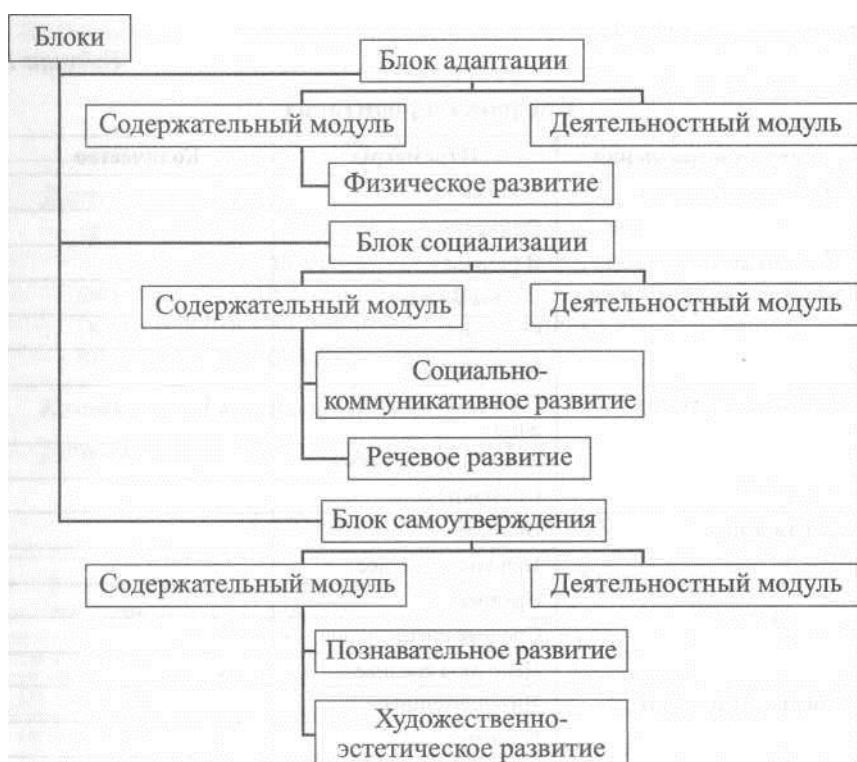 Блоки
Блок адаптации
Содержательный модуль
Деятельностный модуль
Физическое развитие
Блок социализации
Содержательный модуль
Деятельностный модуль
Социально-
коммуникативное развитие
Речевое развитие
Блок самоутверждения
Содержательный модуль
Деятельностный модуль
Познавательное развитие
Художественно-
эстетическое развитие